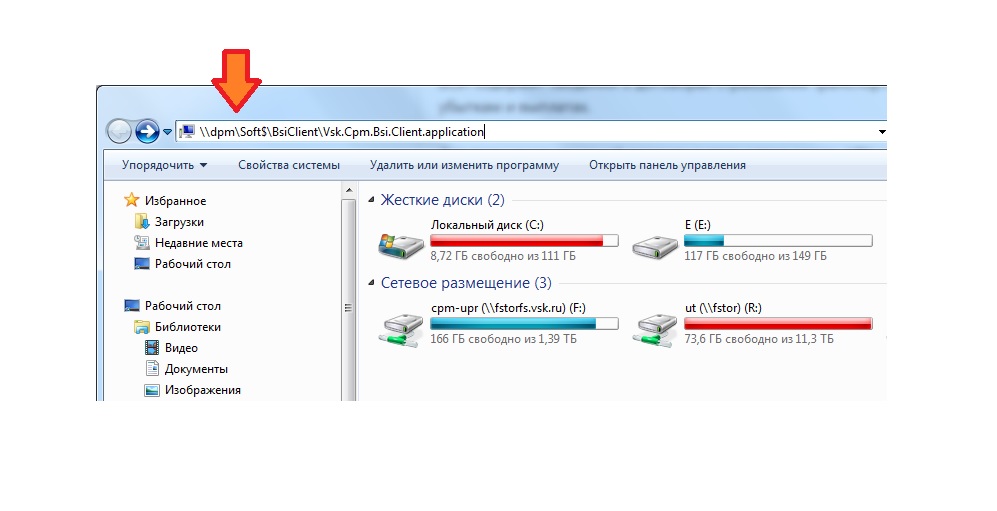 убыткам и выплатах.
\\dpm\Soft$\BsiClient\Vsk.Cpm.Bsi.Client.application
Упорядочить Свойства системы Удалить или изменить программу Открыть панель управления
Избранное
Загрузки
Недавние места
Рабочий стол
Рабочий стол
Библиотеки
Видео
Документы
Изображения
Жесткие диски (2)
Локальный диск (C:)
8,72 ГБ свободно из 111 ГБ
E (E:)
117 ГБ свободно из 149 ГБ
Сетевое размещение (3)
cpm-upr (\\fstorfs.vsk.ru) (F:)
166 ГБ свободно из 1,39 ТБ
ut (\\fstor) (R:)
73,6 ГБ свободно из 11,3 ТБ